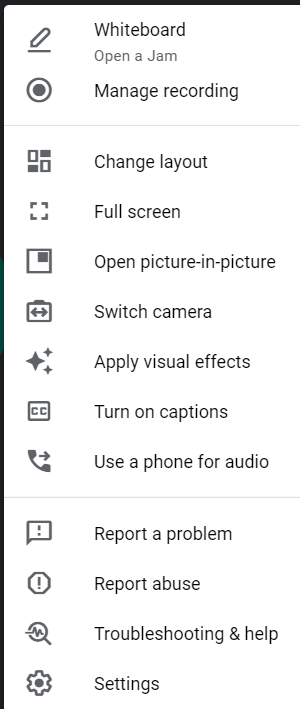 Whiteboard
Open a Jam
Manage recording
Change layout
Full screen
Open picture-in-picture
Switch camera
Apply visual effects
CC Turn on captions
Use a phone for audio
Report a problem
Report abuse
Troubleshooting & help
Settings